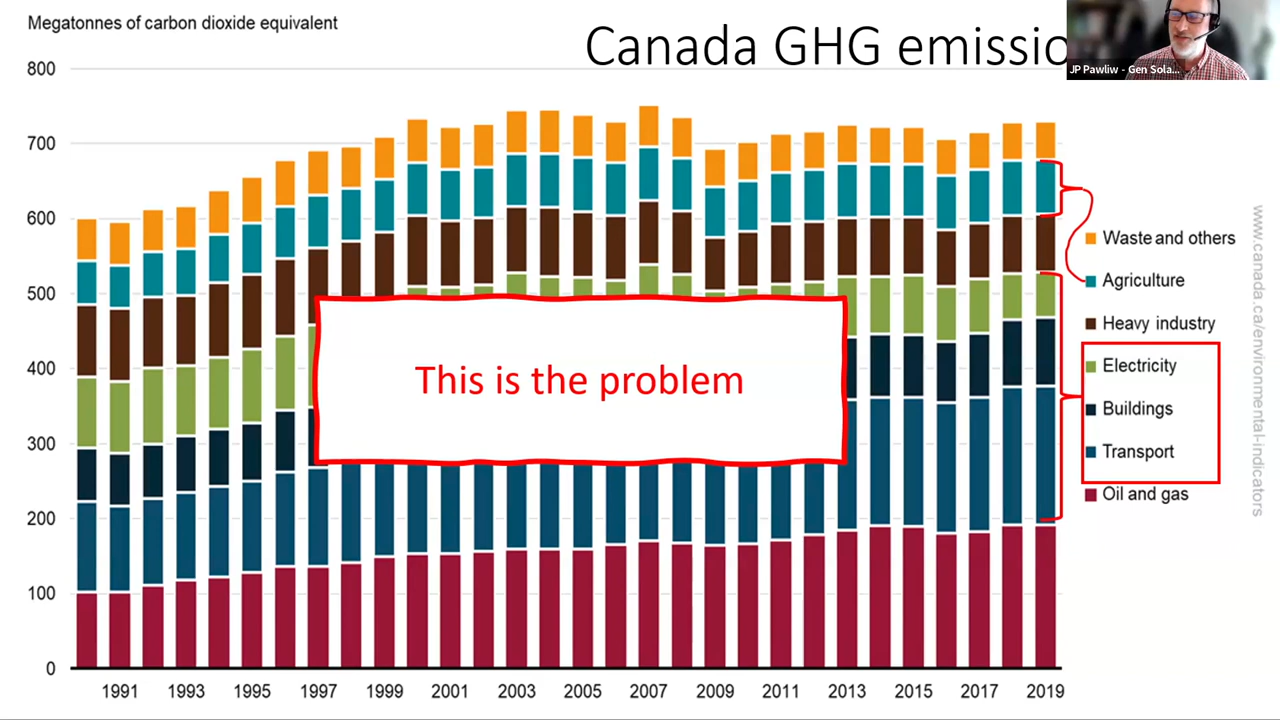 Megatonnes of carbon dioxide equivalent
Canada GHG emissio
JP Pawliw - Gen Sola...
800
700
600
500
400
300
200
100
0
This is the problem
Waste and others
Agriculture
Heavy industry
Electricity
Buildings
Transport
Oil and gas
www.canada.ca/environmental-indicators
1991 1993 1995 1997 1999 2001 2003 2005 2007 2009 2011 2013 2015 2017 2019